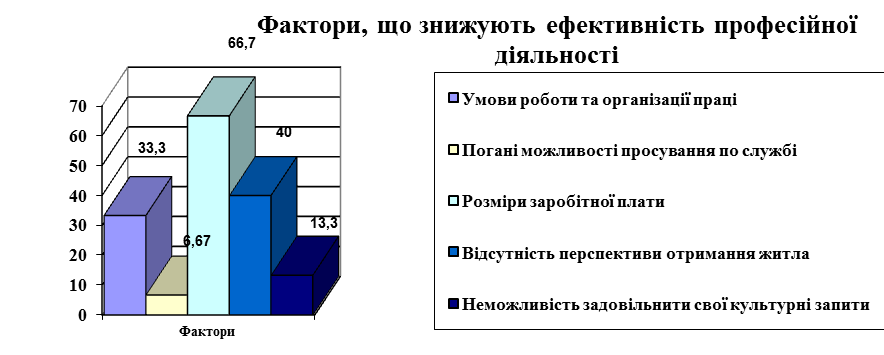 Фактори, що знижують ефективність професійної
діяльності
66,7
40
33,3
13,3
6,67
70
60
50
40
30
20
10
0
Фактори
Умови роботи та організації праці
Погані можливості просування по службі
Розміри заробітної плати
Відсутність перспективи отримання житла
Неможливість задовільнити свої культурні запити